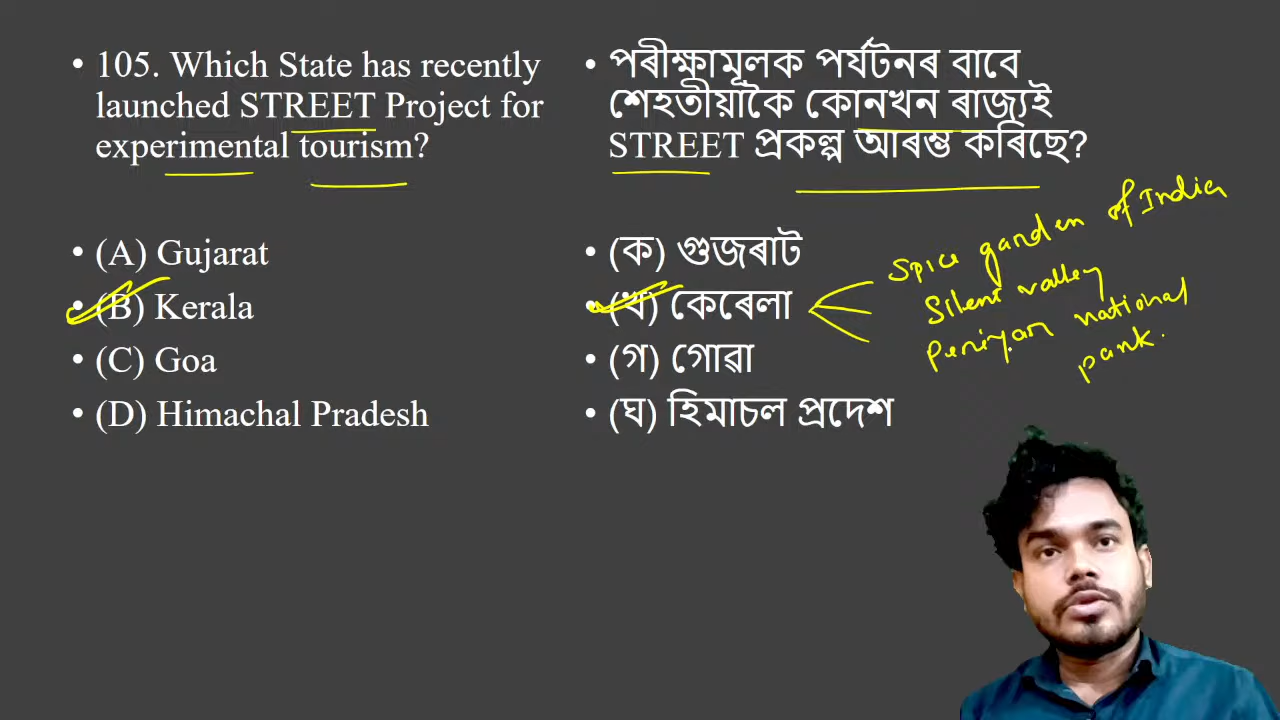 • 105. Which State has recently
launched STREET Project for
experimental tourism?
• (A) Gujarat
• (B) Kerala
• (C) Goa
• (D) Himachal Pradesh
• পৰীক্ষামূলক পৰ্যটনৰ বাবে
শেহতীয়াকৈ কোনখন ৰাজ্যই
STREET প্ৰকল্প আৰম্ভ কৰিছে?
• (ক) গুজৰাট
• (খ) কেৰেলা
• (গ) গোৱা
• (ঘ) হিমাচল প্ৰদেশ
Spice garden of India
Silent valley
Periyar national
park.